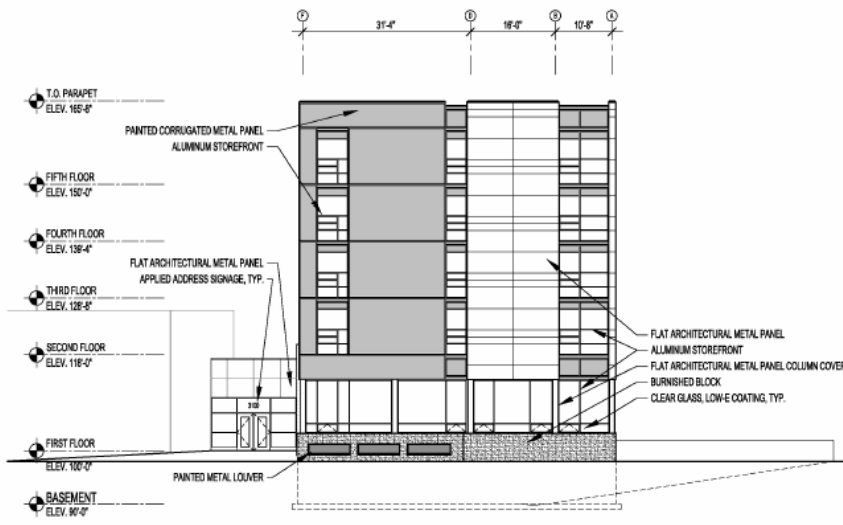 F D B A
31'-4" 16'-0" 10'-8"
T.O. PARAPET
ELEV. 165'-8"
PAINTED CORRUGATED METAL PANEL
ALUMINUM STOREFRONT
FIFTH FLOOR
ELEV. 150'-0"
FOURTH FLOOR
ELEV. 139'-4"
FLAT ARCHITECTURAL METAL PANEL
APPLIED ADDRESS SIGNAGE, TYP.
THIRD FLOOR
ELEV. 128'-8"
SECOND FLOOR
ELEV. 118'-0"
FLAT ARCHITECTURAL METAL PANEL
ALUMINUM STOREFRONT
FLAT ARCHITECTURAL METAL PANEL COLUMN COVER
BURNISHED BLOCK
CLEAR GLASS, LOW-E COATING, TYP.
3100
FIRST FLOOR
ELEV. 100'-0"
PAINTED METAL LOUVER
BASEMENT
ELEV. 90'-0"